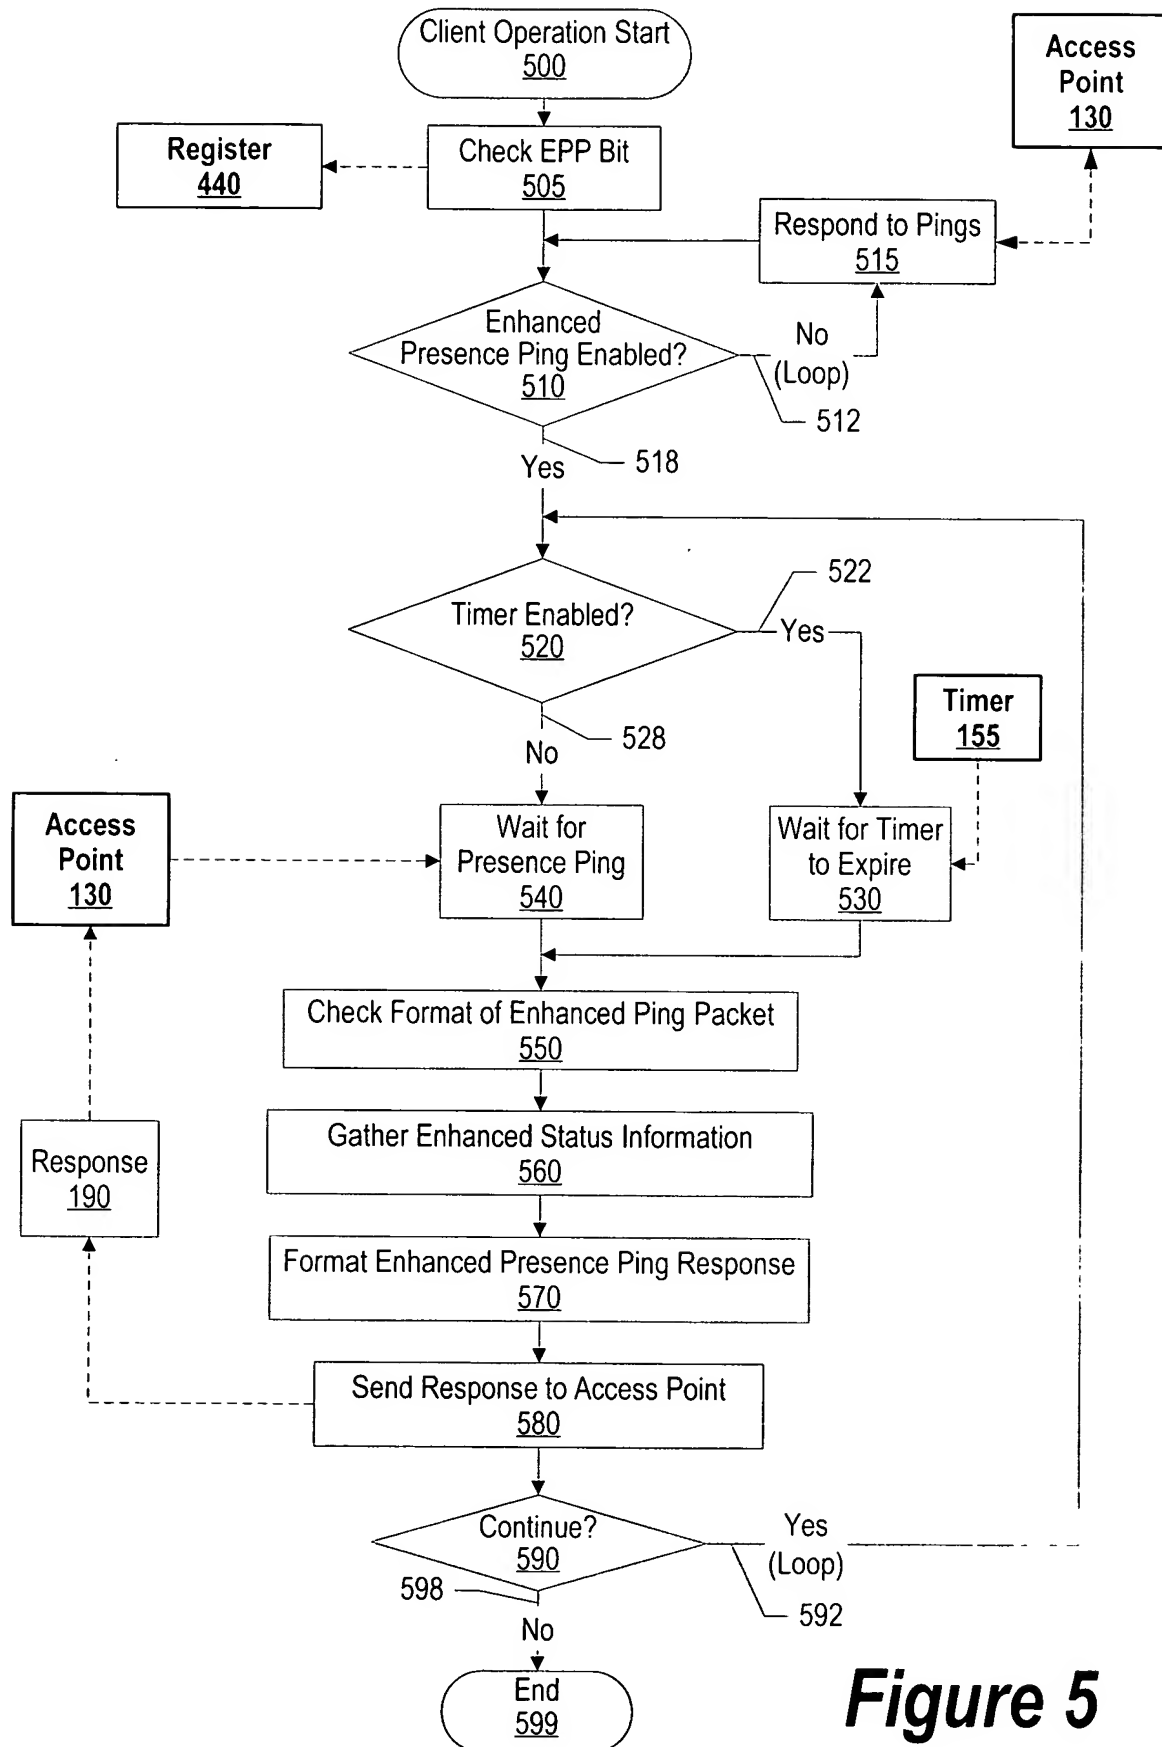 Client Operation Start
500
Access
Point
130
Register
440
Check EPP Bit
505
Respond to Pings
515
Enhanced
Presence Ping Enabled?
510
No
(Loop)
512
518
Yes
522
Timer Enabled?
520
Yes
Timer
155
528
No
Access
Point
130
Wait for
Presence Ping
540
Wait for Timer
to Expire
530
Check Format of Enhanced Ping Packet
550
Gather Enhanced Status Information
560
Response
190
Format Enhanced Presence Ping Response
570
Send Response to Access Point
580
Continue?
590
Yes
(Loop)
598
592
No
End
599
Figure 5